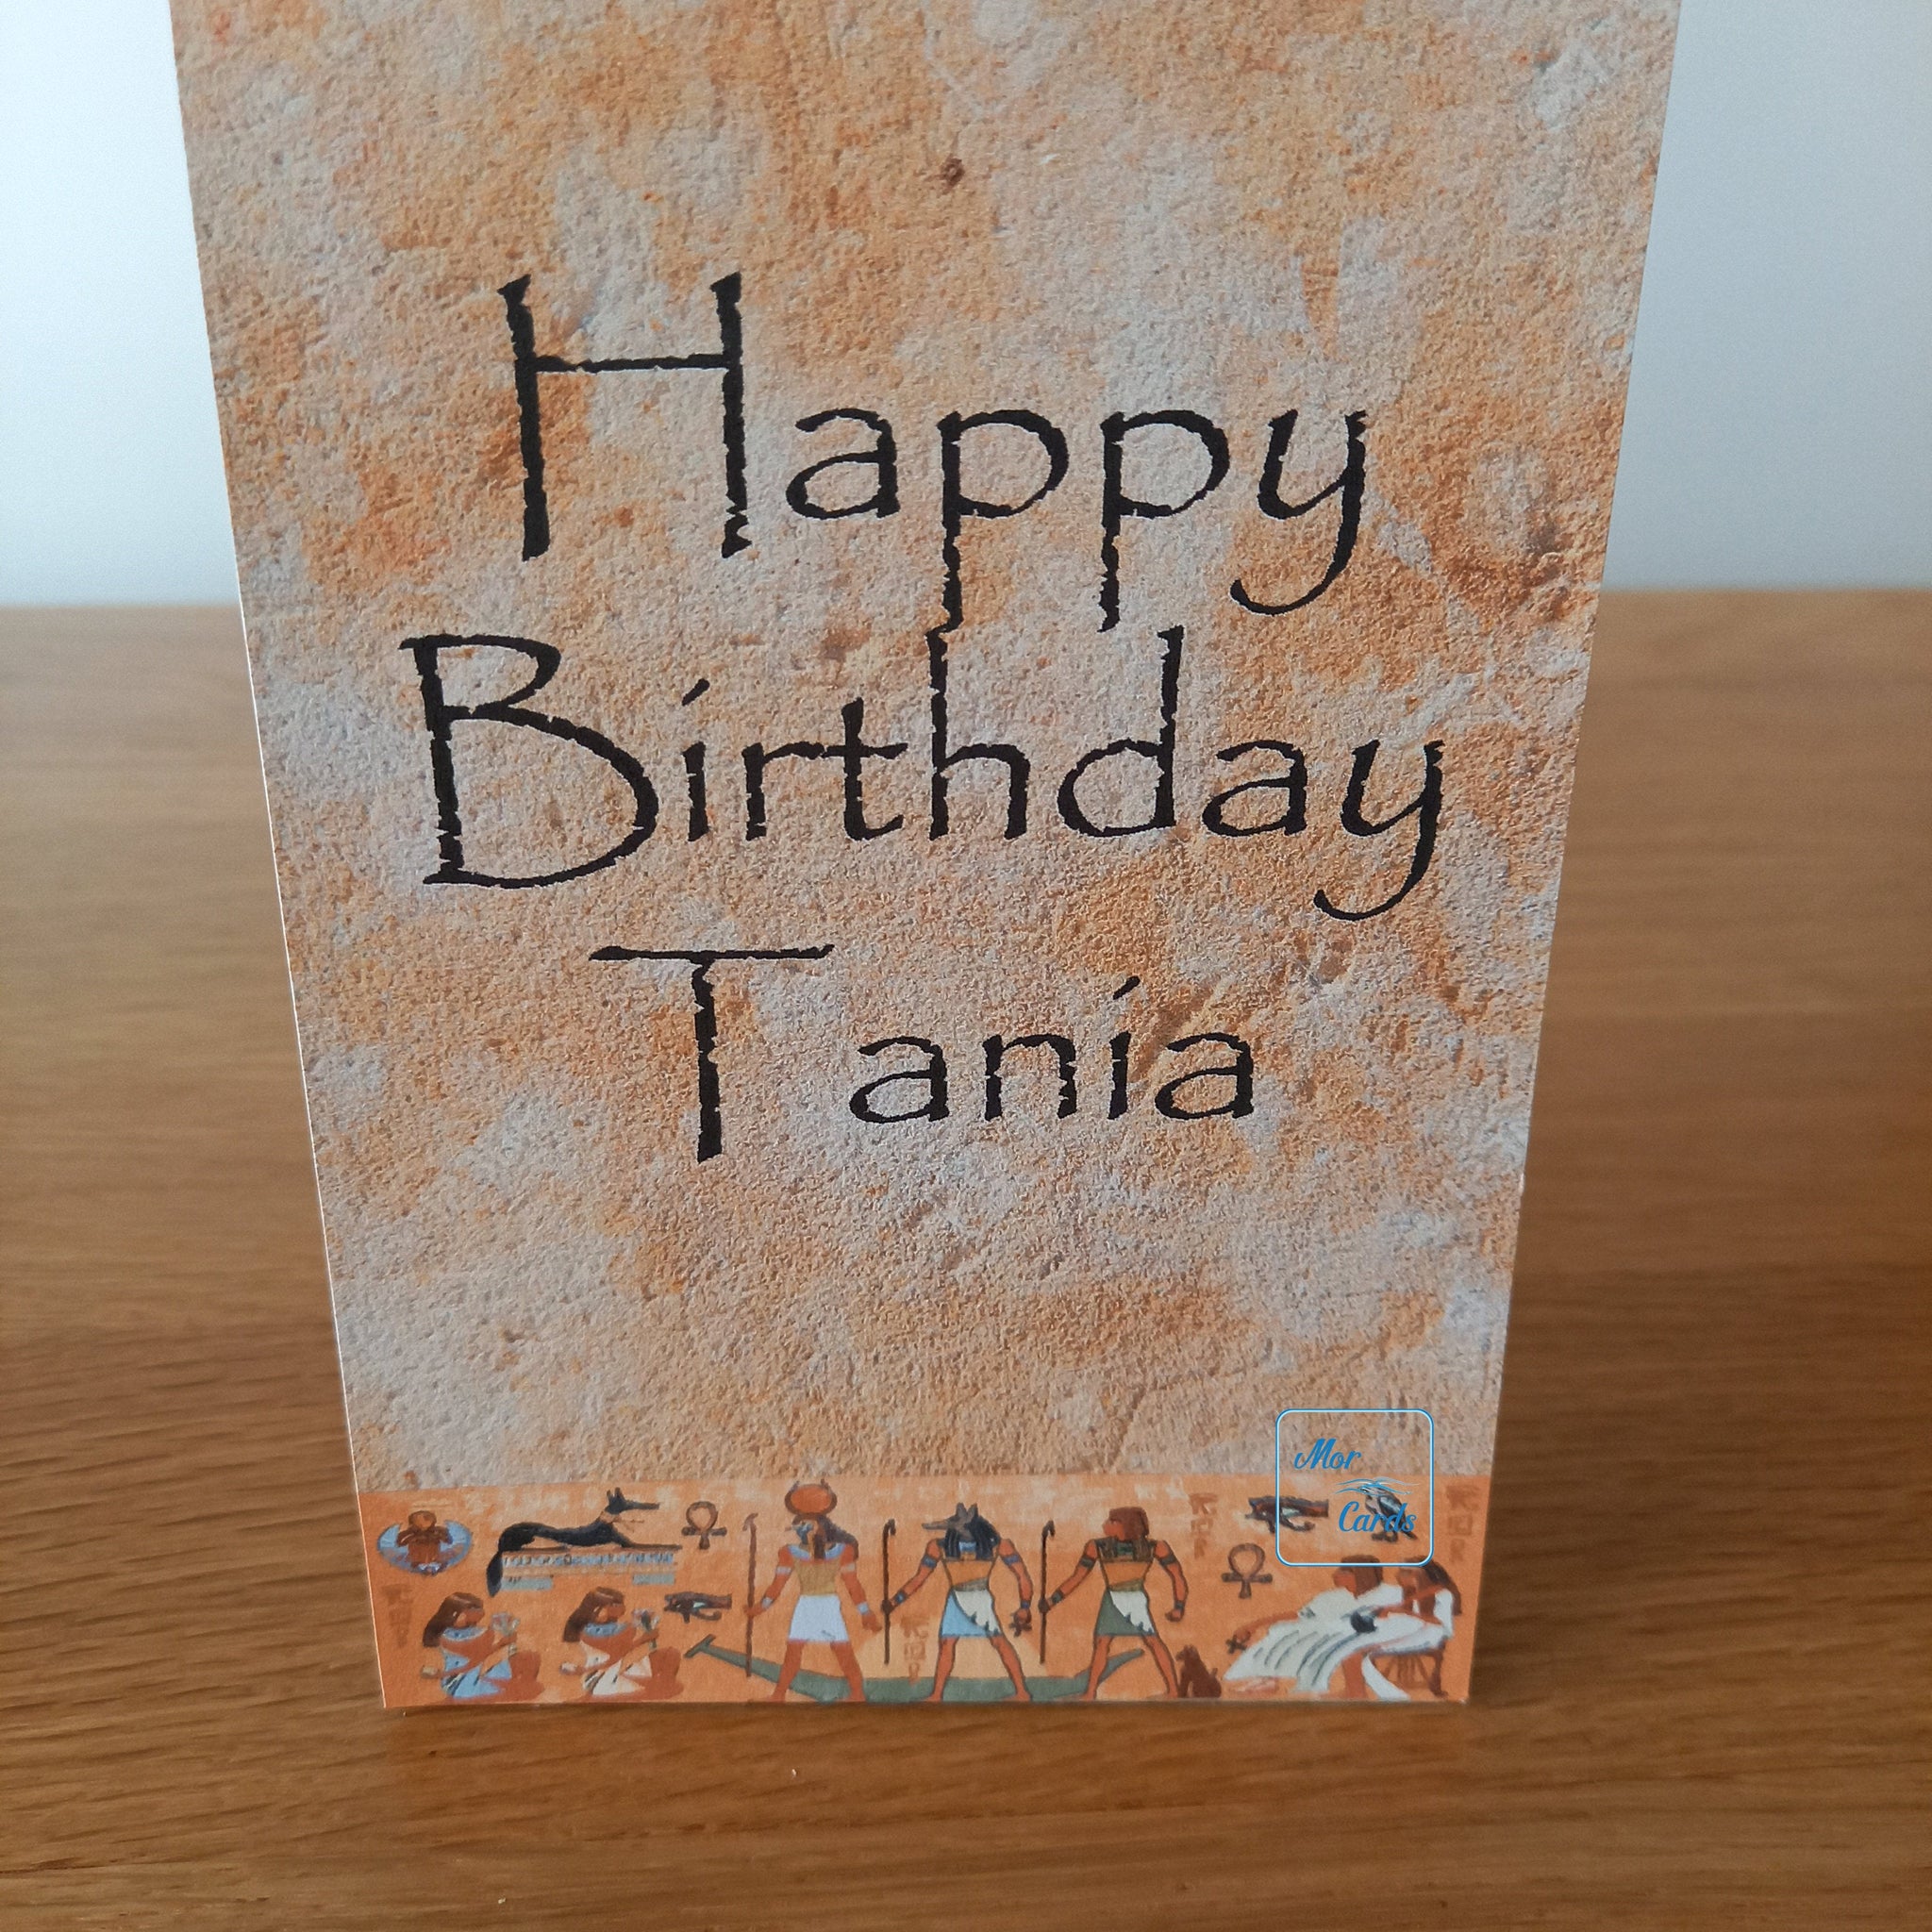 Happy
Birthday
Tania
Mor
Cards